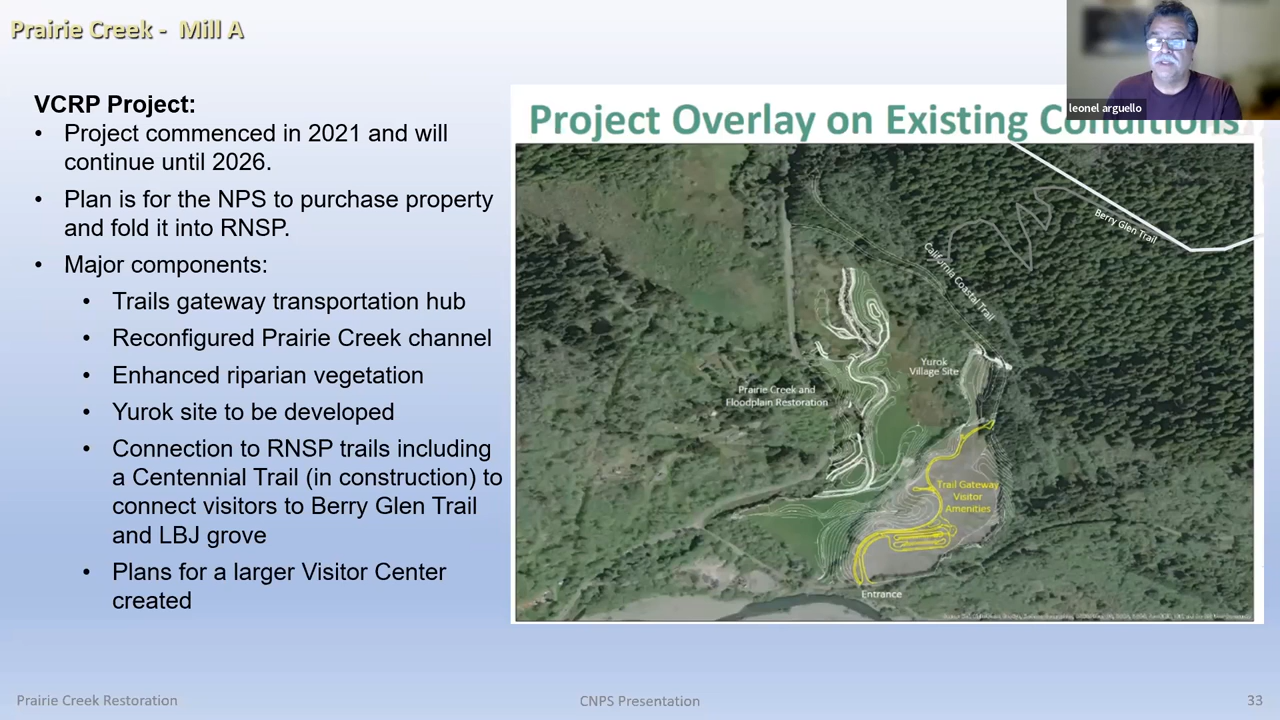 Prairie Creek - Mill A
leonel arguello
VCRP Project:
• Project commenced in 2021 and will
continue until 2026.
• Plan is for the NPS to purchase property
and fold it into RNSP.
• Major components:
• Trails gateway transportation hub
• Reconfigured Prairie Creek channel
• Enhanced riparian vegetation
• Yurok site to be developed
• Connection to RNSP trails including
a Centennial Trail (in construction) to
connect visitors to Berry Glen Trail
and LBJ grove
• Plans for a larger Visitor Center
created
Project Overlay on Existing Conditions
Berry Glen Trail
California Coastal Trail
Yurok
Village Site
Prairie Creek and
Floodplain Restoration
Trail Gateway
Visitor
Amenities
Entrance
Prairie Creek Restoration
CNPS Presentation
33